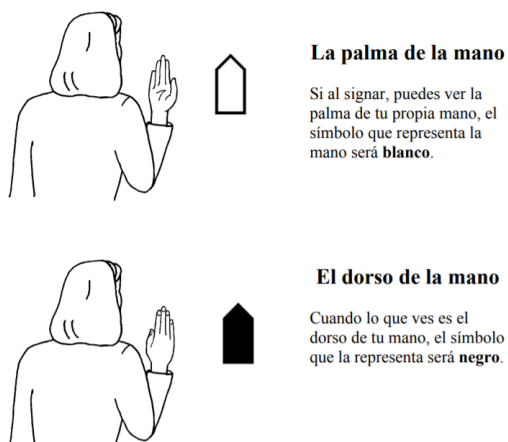 La palma de la mano
Si al signar, puedes ver la
palma de tu propia mano, el
símbolo que representa la
mano será blanco.
El dorso de la mano
Cuando lo que ves es el
dorso de tu mano, el símbolo
que la representa será negro.